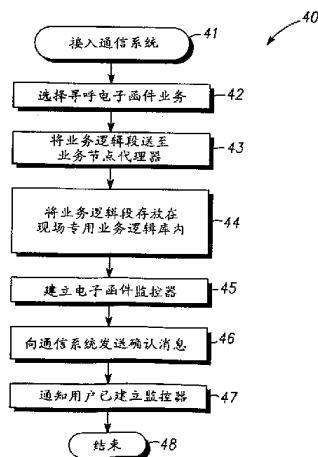 40
接入通信系统
41
选择寻呼电子函件业务
42
将业务逻辑段送至
业务节点代理器
43
将业务逻辑段存放在
现场专用业务逻辑库内
44
建立电子函件监控器
45
向通信系统发送确认消息
46
通知用户已建立监控器
47
结束
48